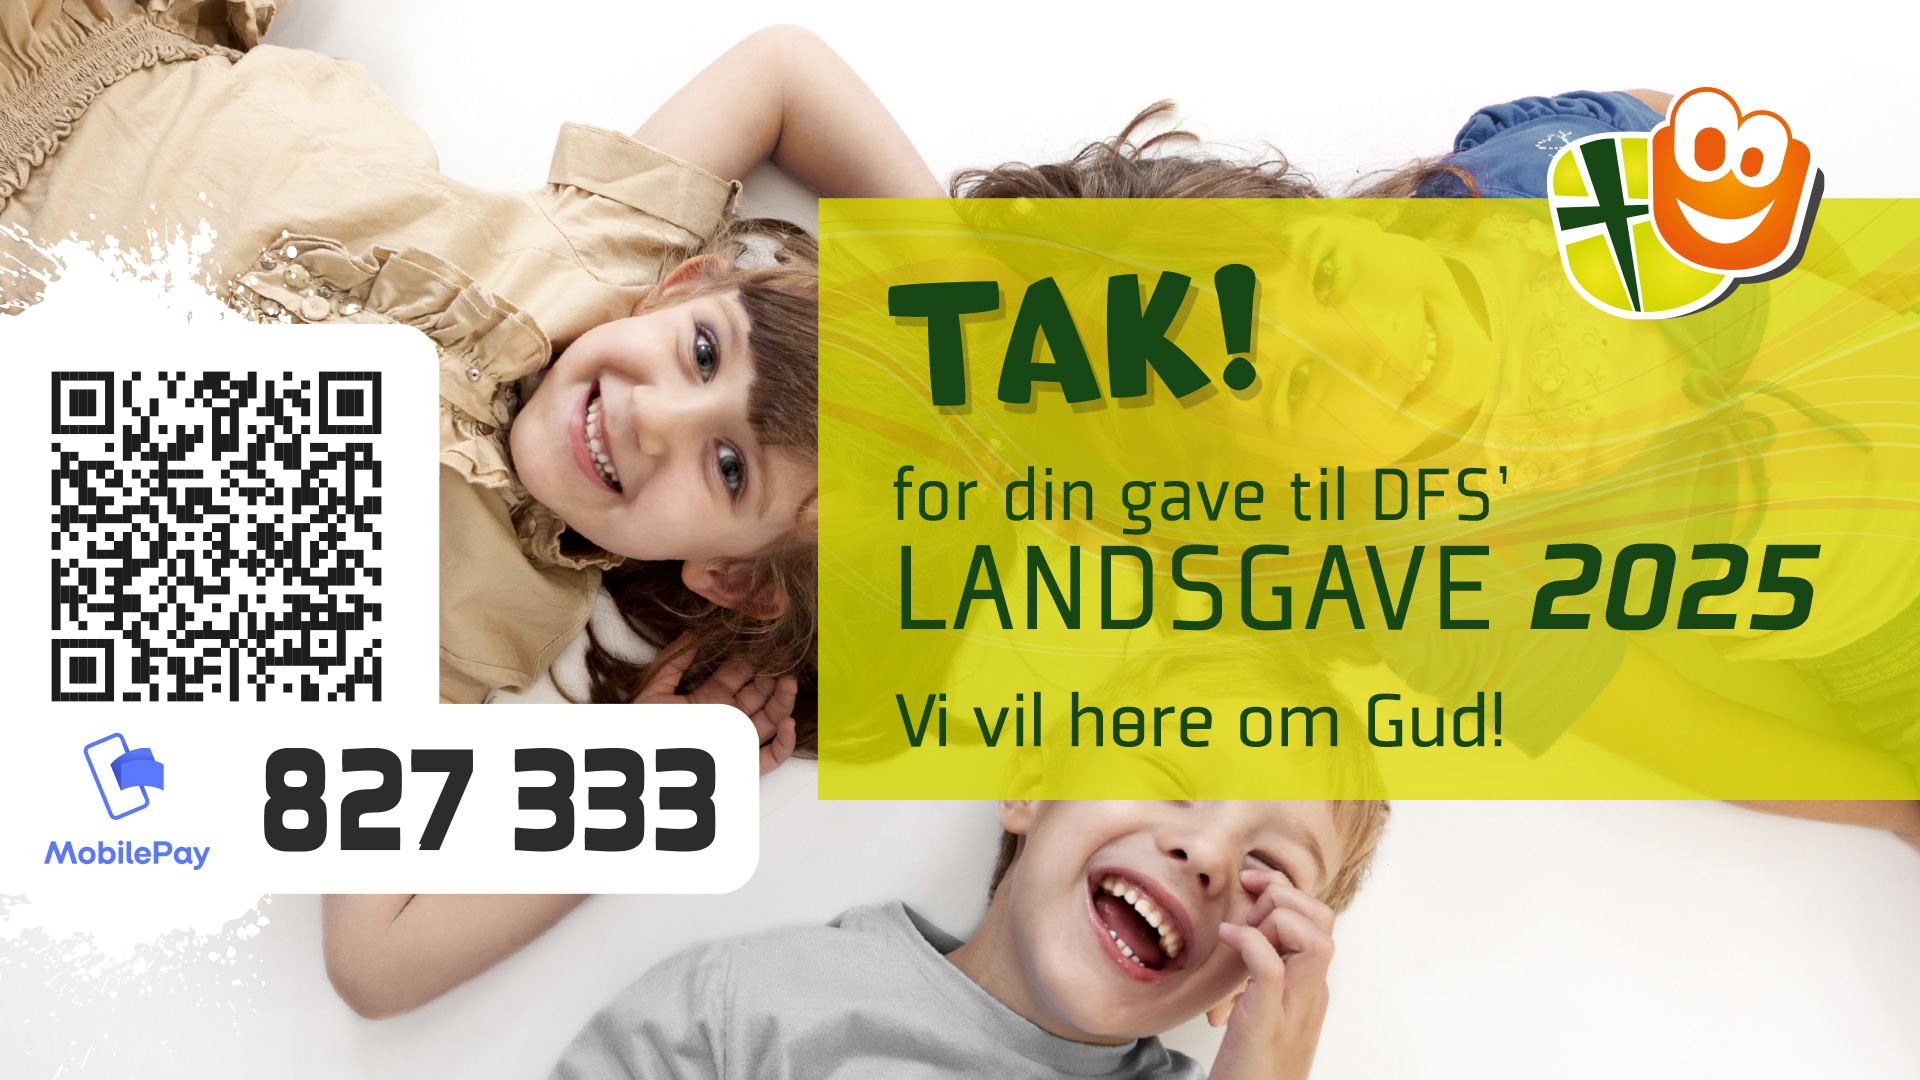 TAK!
for din gave til DFS’
LANDSGAVE 2025
Vi vil høre om Gud!
MobilePay
827 333